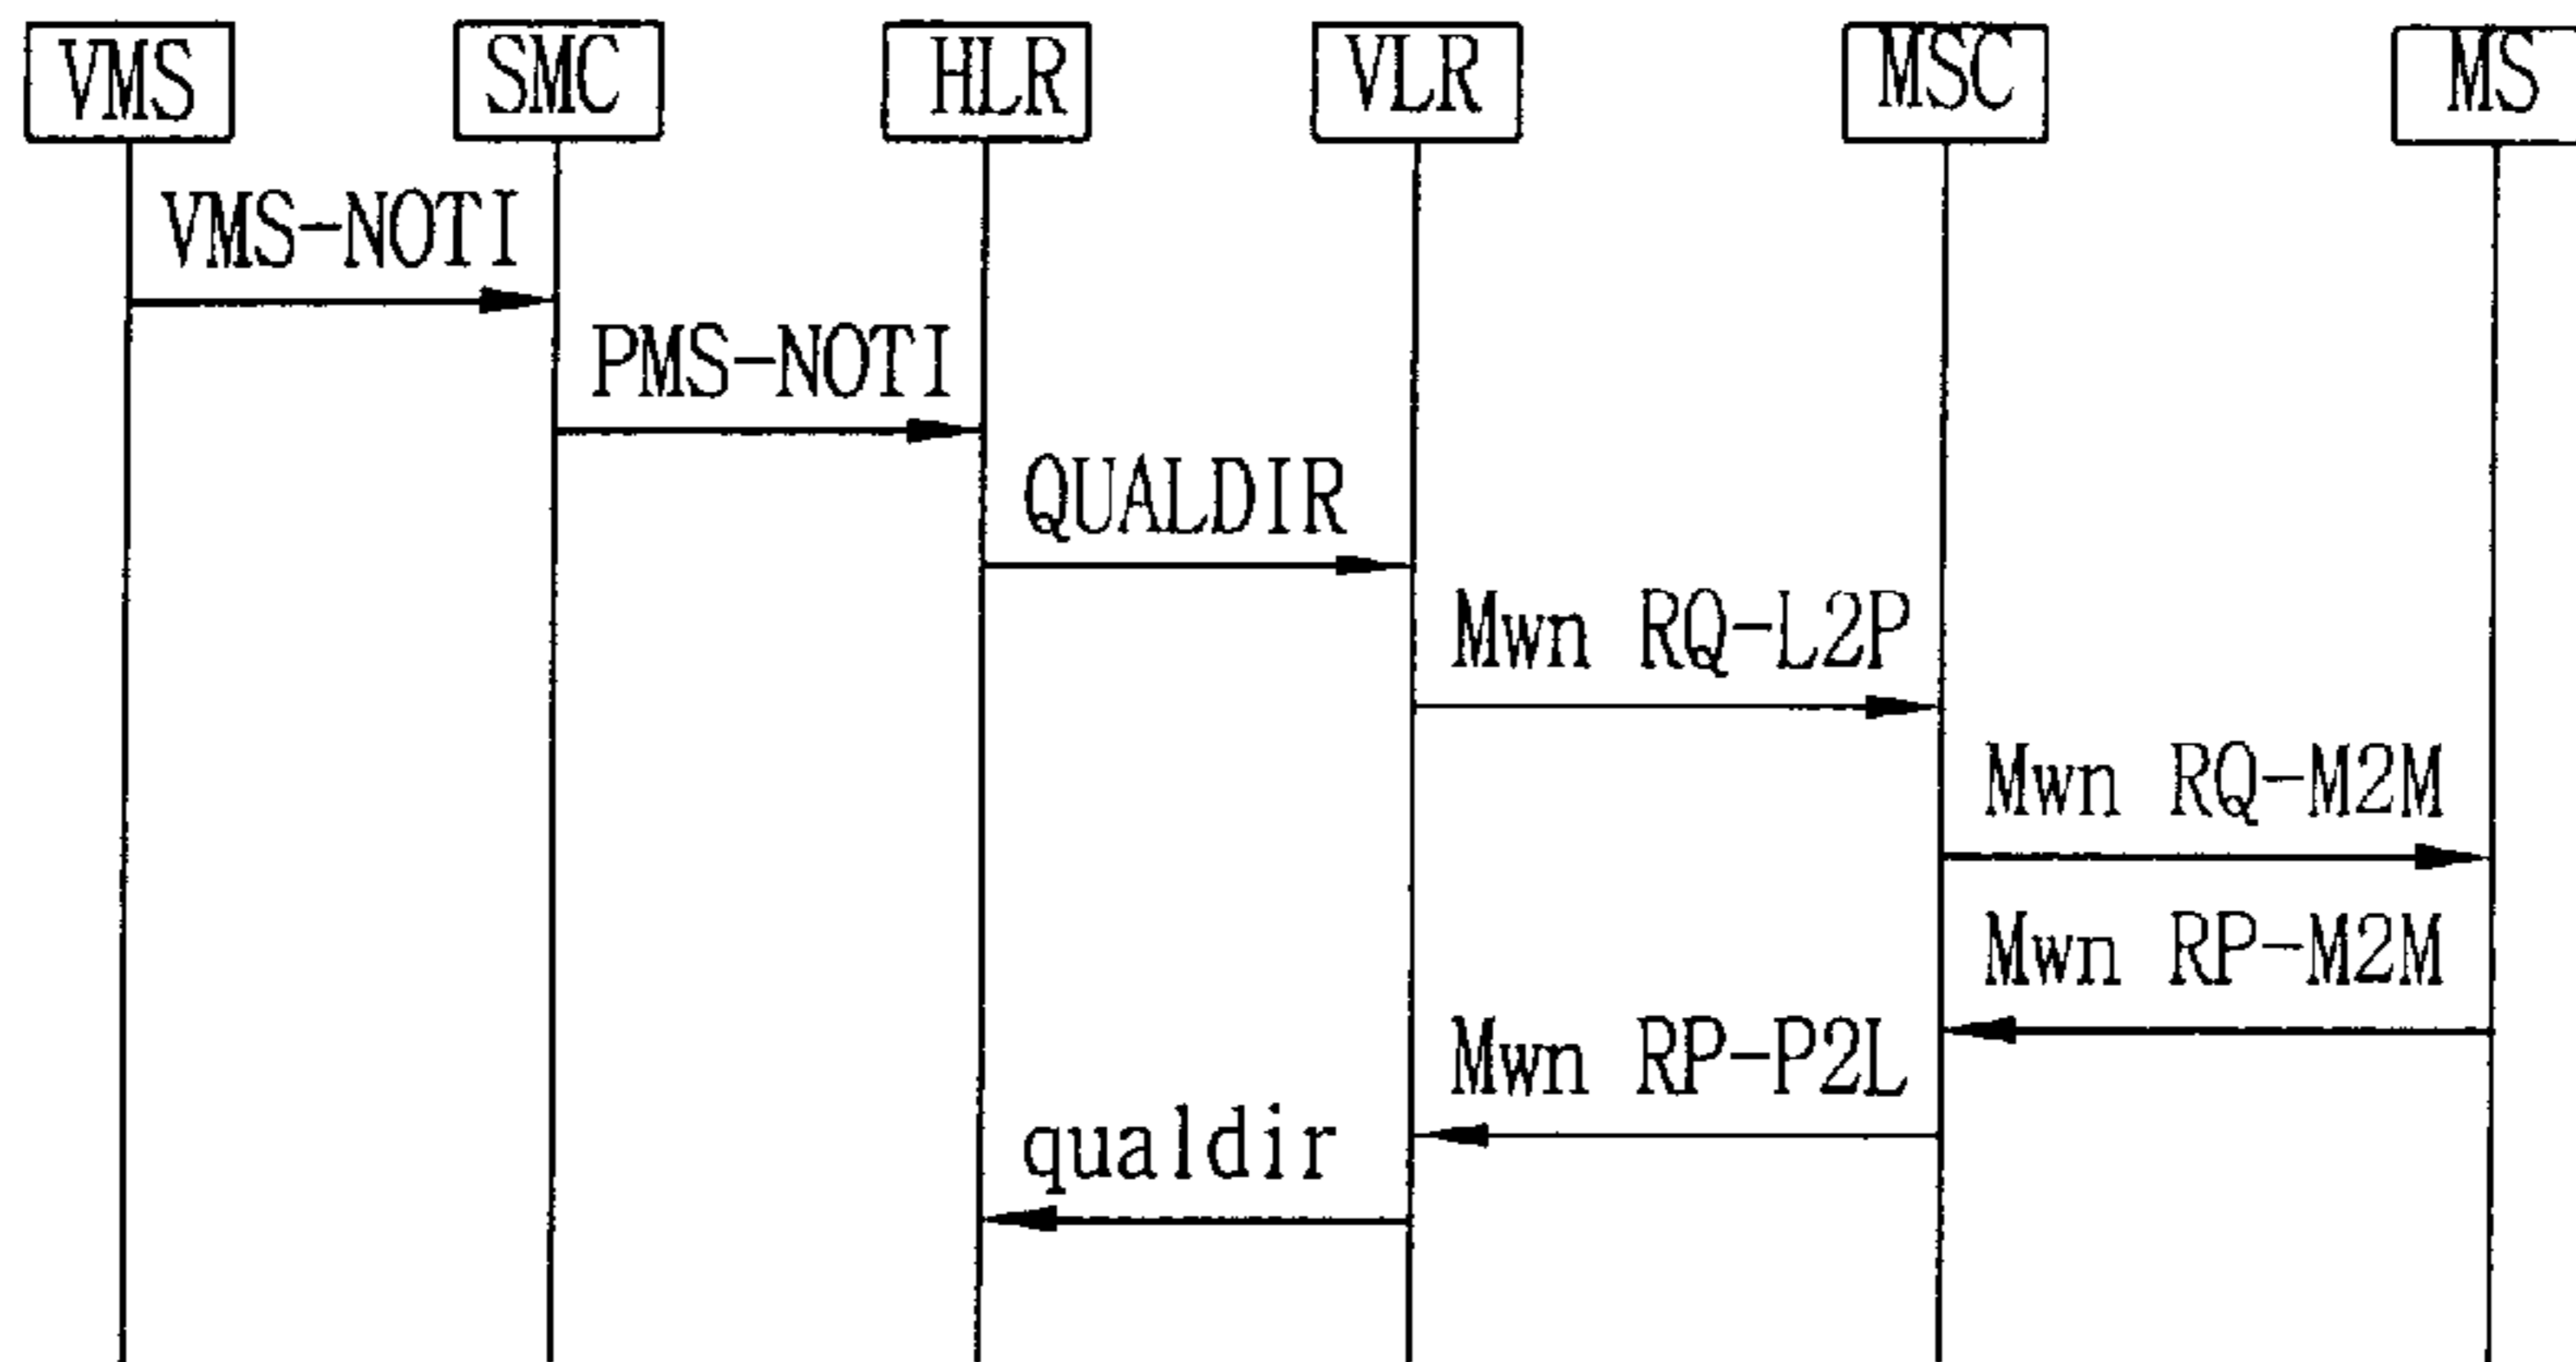 VMS SMC HLR VLR MSC MS
VMS-NOTI
PMS-NOTI
QUALDIR
Mwn RQ-L2P
Mwn RQ-M2M
Mwn RP-M2M
Mwn RP-P2L
qualdir